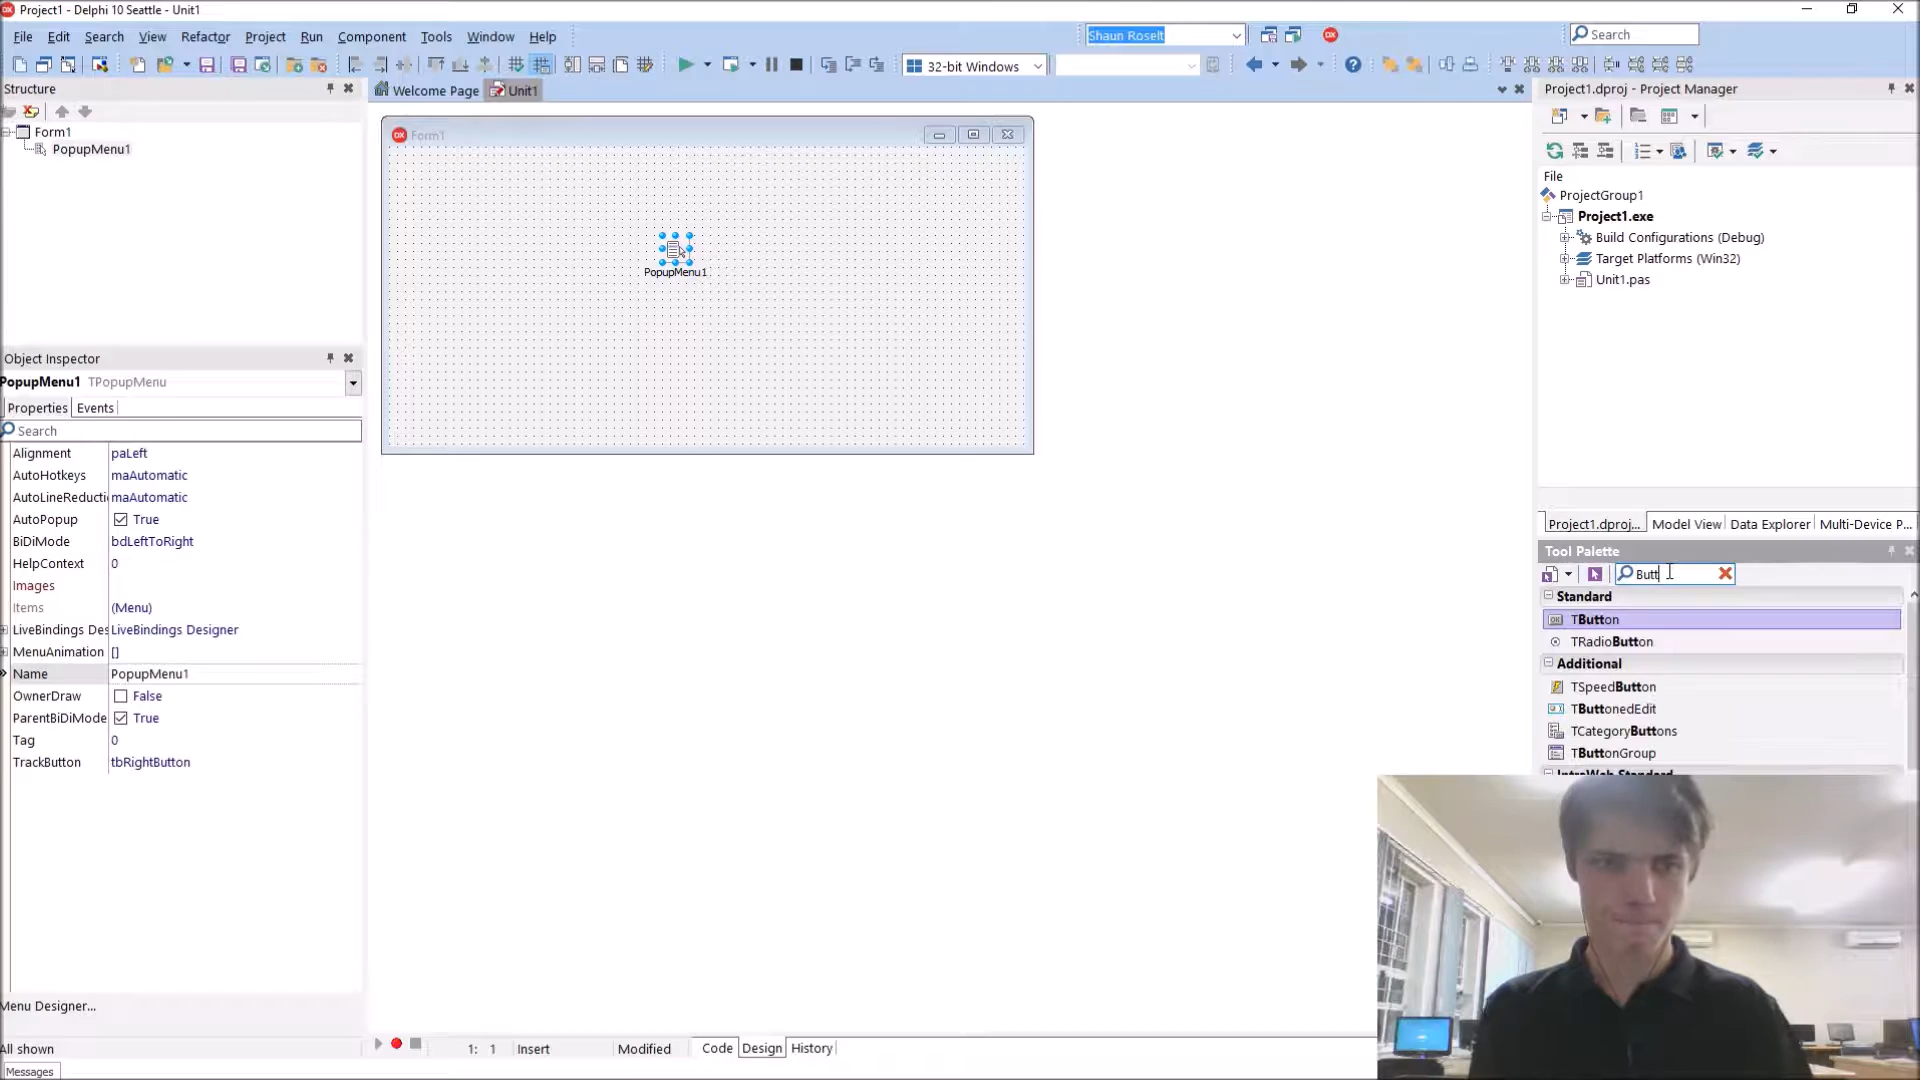 Project1 - Delphi 10 Seattle - Unit1
File Edit Search View Refactor Project Run Component Tools Window Help
Shaun Roselt
Search
32-bit Windows
Structure
Welcome Page Unit1
Project1.dproj - Project Manager
Form1
PopupMenu1
Form1
PopupMenu1
File
ProjectGroup1
Project1.exe
Build Configurations (Debug)
Target Platforms (Win32)
Unit1.pas
Object Inspector
PopupMenu1 TPopupMenu
Properties Events
Search
Alignment paLeft
AutoHotkeys maAutomatic
AutoLineReducti maAutomatic
AutoPopup True
BiDiMode bdLeftToRight
HelpContext 0
Images
Items (Menu)
LiveBindings Des LiveBindings Designer
MenuAnimation []
Name PopupMenu1
OwnerDraw False
ParentBiDiMode True
Tag 0
TrackButton tbRightButton
Menu Designer...
All shown
Messages
Project1.dproj... Model View Data Explorer Multi-Device P...
Tool Palette
Butt
Standard
TButton
TRadioButton
Additional
TSpeedButton
TButtonedEdit
TCategoryButtons
TButtonGroup
IntraWeb Standard
1: 1 Insert Modified Code Design History